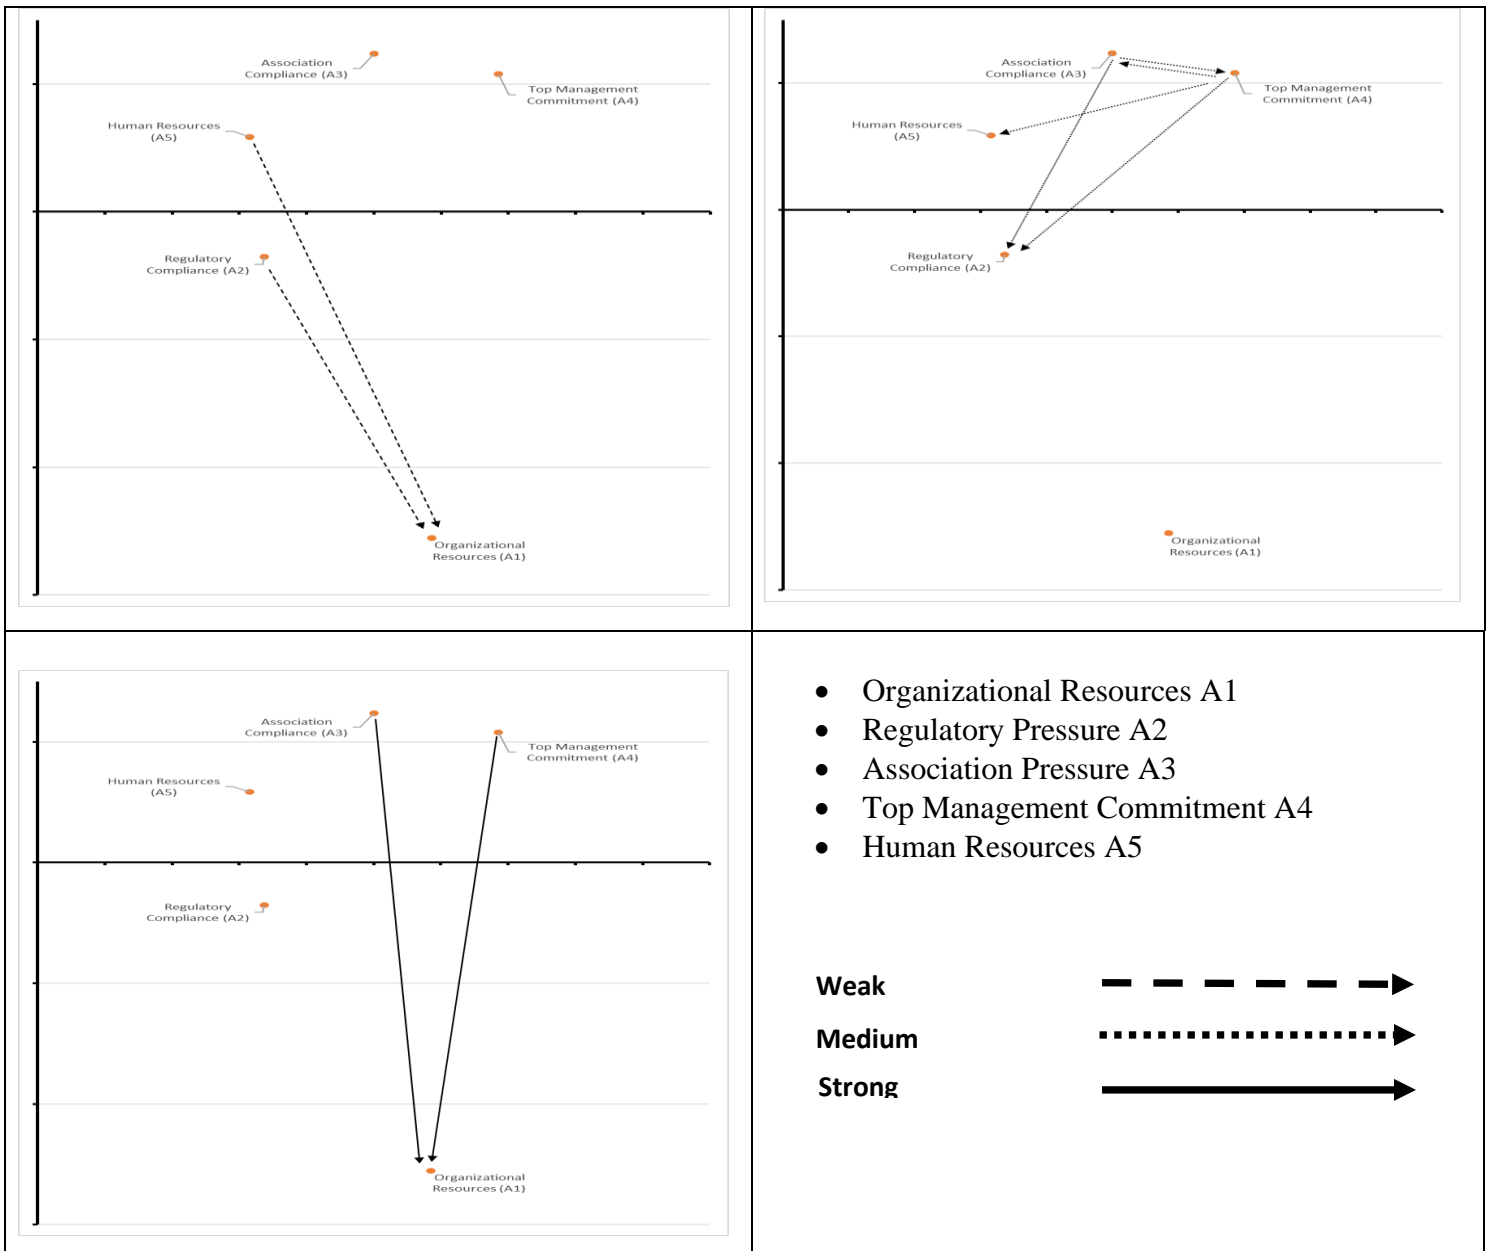 Association
Compliance (A3)
Top Management
Commitment (A4)
Human Resources
(A5)
Regulatory
Compliance (A2)
Organizational
Resources (A1)
Association
Compliance (A3)
Top Management
Commitment (A4)
Human Resources
(A5)
Regulatory
Compliance (A2)
Organizational
Resources (A1)
Association
Compliance (A3)
Top Management
Commitment (A4)
Human Resources
(A5)
Regulatory
Compliance (A2)
Organizational
Resources (A1)
• Organizational Resources A1
• Regulatory Pressure A2
• Association Pressure A3
• Top Management Commitment A4
• Human Resources A5
Weak
Medium
Strong